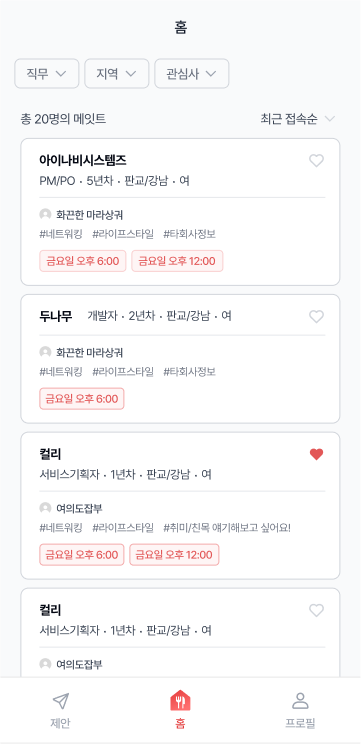 홈
직무 지역 관심사
총 20명의 메잇트 최근 접속순
아이나비시스템즈
PM/PO · 5년차 · 판교/강남 · 여
화끈한 마라상궈
#네트워킹 #라이프스타일 #타회사정보
금요일 오후 6:00 금요일 오후 12:00
두나무 개발자 · 2년차 · 판교/강남 · 여
화끈한 마라상궈
#네트워킹 #라이프스타일 #타회사정보
금요일 오후 6:00
컬리
서비스기획자 · 1년차 · 판교/강남 · 여
여의도잡부
#네트워킹 #라이프스타일 #취미/친목 얘기해보고 싶어요!
금요일 오후 6:00 금요일 오후 12:00
컬리
서비스기획자 · 1년차 · 판교/강남 · 여
여의도잡부
제안 홈 프로필